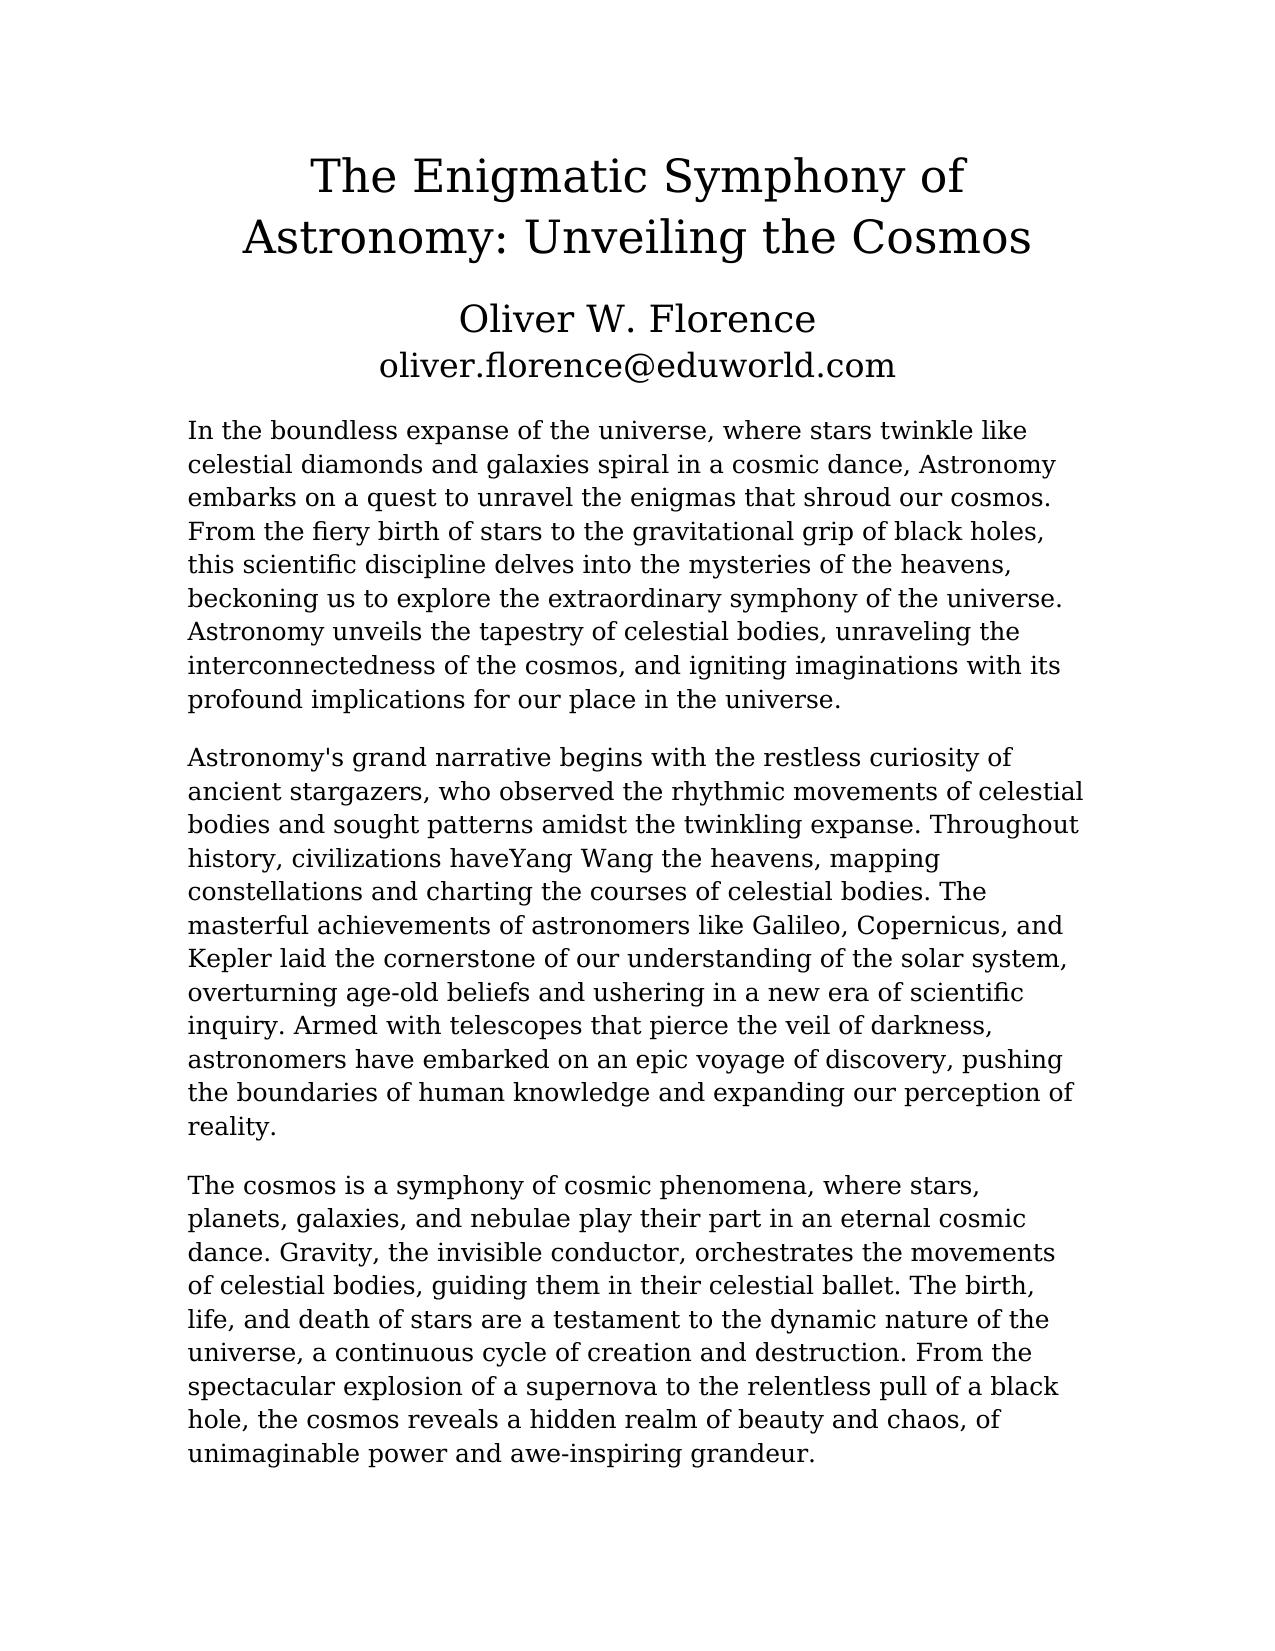 The Enigmatic Symphony of
Astronomy: Unveiling the Cosmos
Oliver W. Florence
oliver.florence@eduworld.com
In the boundless expanse of the universe, where stars twinkle like
celestial diamonds and galaxies spiral in a cosmic dance, Astronomy
embarks on a quest to unravel the enigmas that shroud our cosmos.
From the fiery birth of stars to the gravitational grip of black holes,
this scientific discipline delves into the mysteries of the heavens,
beckoning us to explore the extraordinary symphony of the universe.
Astronomy unveils the tapestry of celestial bodies, unraveling the
interconnectedness of the cosmos, and igniting imaginations with its
profound implications for our place in the universe.
Astronomy's grand narrative begins with the restless curiosity of
ancient stargazers, who observed the rhythmic movements of celestial
bodies and sought patterns amidst the twinkling expanse. Throughout
history, civilizations haveYang Wang the heavens, mapping
constellations and charting the courses of celestial bodies. The
masterful achievements of astronomers like Galileo, Copernicus, and
Kepler laid the cornerstone of our understanding of the solar system,
overturning age-old beliefs and ushering in a new era of scientific
inquiry. Armed with telescopes that pierce the veil of darkness,
astronomers have embarked on an epic voyage of discovery, pushing
the boundaries of human knowledge and expanding our perception of
reality.
The cosmos is a symphony of cosmic phenomena, where stars,
planets, galaxies, and nebulae play their part in an eternal cosmic
dance. Gravity, the invisible conductor, orchestrates the movements
of celestial bodies, guiding them in their celestial ballet. The birth,
life, and death of stars are a testament to the dynamic nature of the
universe, a continuous cycle of creation and destruction. From the
spectacular explosion of a supernova to the relentless pull of a black
hole, the cosmos reveals a hidden realm of beauty and chaos, of
unimaginable power and awe-inspiring grandeur.